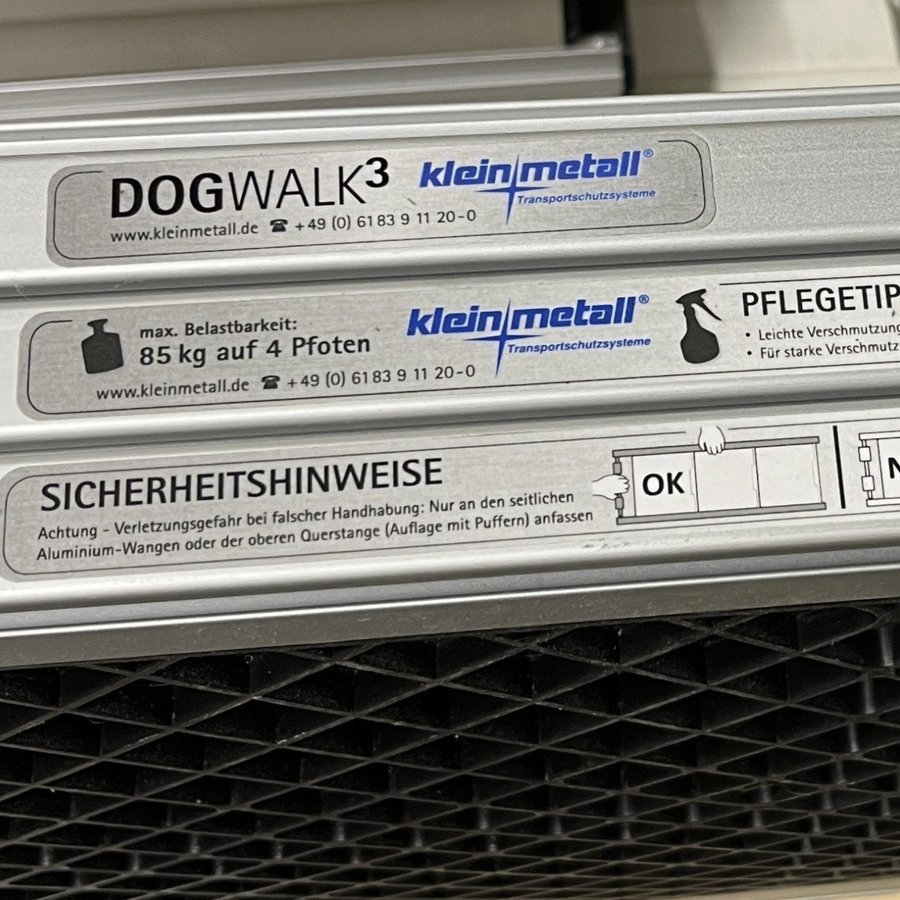 DOGWALK³ kleinmetall®
Transportschutzsysteme
www.kleinmetall.de ☎ +49 (0) 61 83 9 11 20-0
max. Belastbarkeit:
85 kg auf 4 Pfoten
kleinmetall®
Transportschutzsysteme
www.kleinmetall.de ☎ +49 (0) 61 83 9 11 20-0
PFLEGETIP
• Leichte Verschmutzung
• Für starke Verschmutz
SICHERHEITSHINWEISE
Achtung - Verletzungsgefahr bei falscher Handhabung: Nur an den seitlichen
Aluminium-Wangen oder der oberen Querstange (Auflage mit Puffern) anfassen
OK